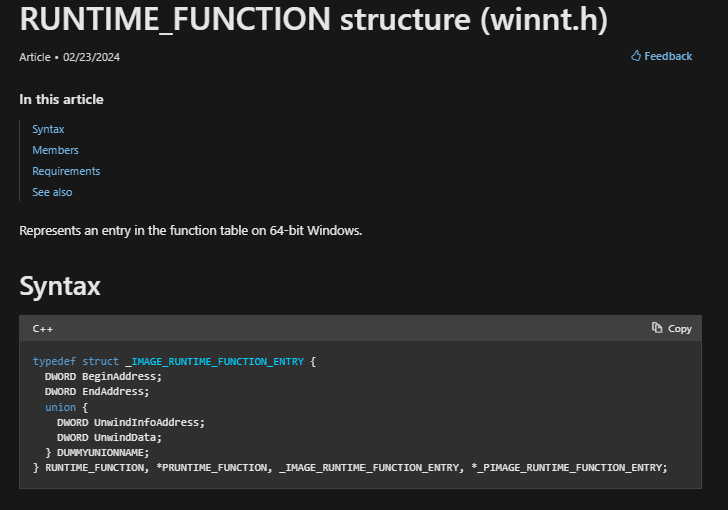 RUNTIME_FUNCTION structure (winnt.h)
Article • 02/23/2024
Feedback
In this article
Syntax
Members
Requirements
See also
Represents an entry in the function table on 64-bit Windows.
Syntax
C++
Copy
typedef struct _IMAGE_RUNTIME_FUNCTION_ENTRY {
  DWORD BeginAddress;
  DWORD EndAddress;
  union {
    DWORD UnwindInfoAddress;
    DWORD UnwindData;
  } DUMMYUNIONNAME;
} RUNTIME_FUNCTION, *PRUNTIME_FUNCTION, _IMAGE_RUNTIME_FUNCTION_ENTRY, *_PIMAGE_RUNTIME_FUNCTION_ENTRY;